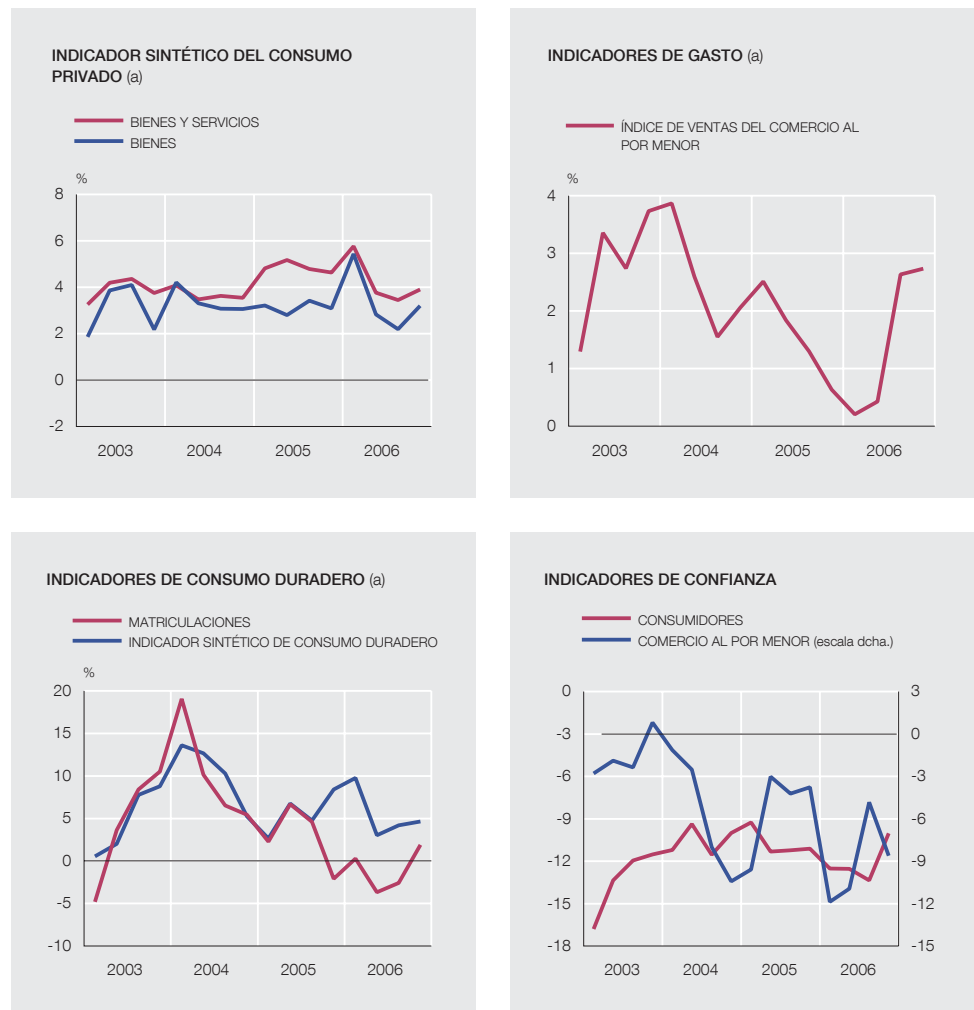 INDICADOR SINTÉTICO DEL CONSUMO
PRIVADO (a)
BIENES Y SERVICIOS
BIENES
%
8
6
4
2
0
-2
2003 2004 2005 2006
INDICADORES DE GASTO (a)
ÍNDICE DE VENTAS DEL COMERCIO AL
POR MENOR
%
4
3
2
1
0
2003 2004 2005 2006
INDICADORES DE CONSUMO DURADERO (a)
MATRICULACIONES
INDICADOR SINTÉTICO DE CONSUMO DURADERO
%
20
15
10
5
0
-5
-10
2003 2004 2005 2006
INDICADORES DE CONFIANZA
CONSUMIDORES
COMERCIO AL POR MENOR (escala dcha.)
0 3
-3 0
-6 -3
-9 -6
-12 -9
-15 -12
-18 -15
2003 2004 2005 2006